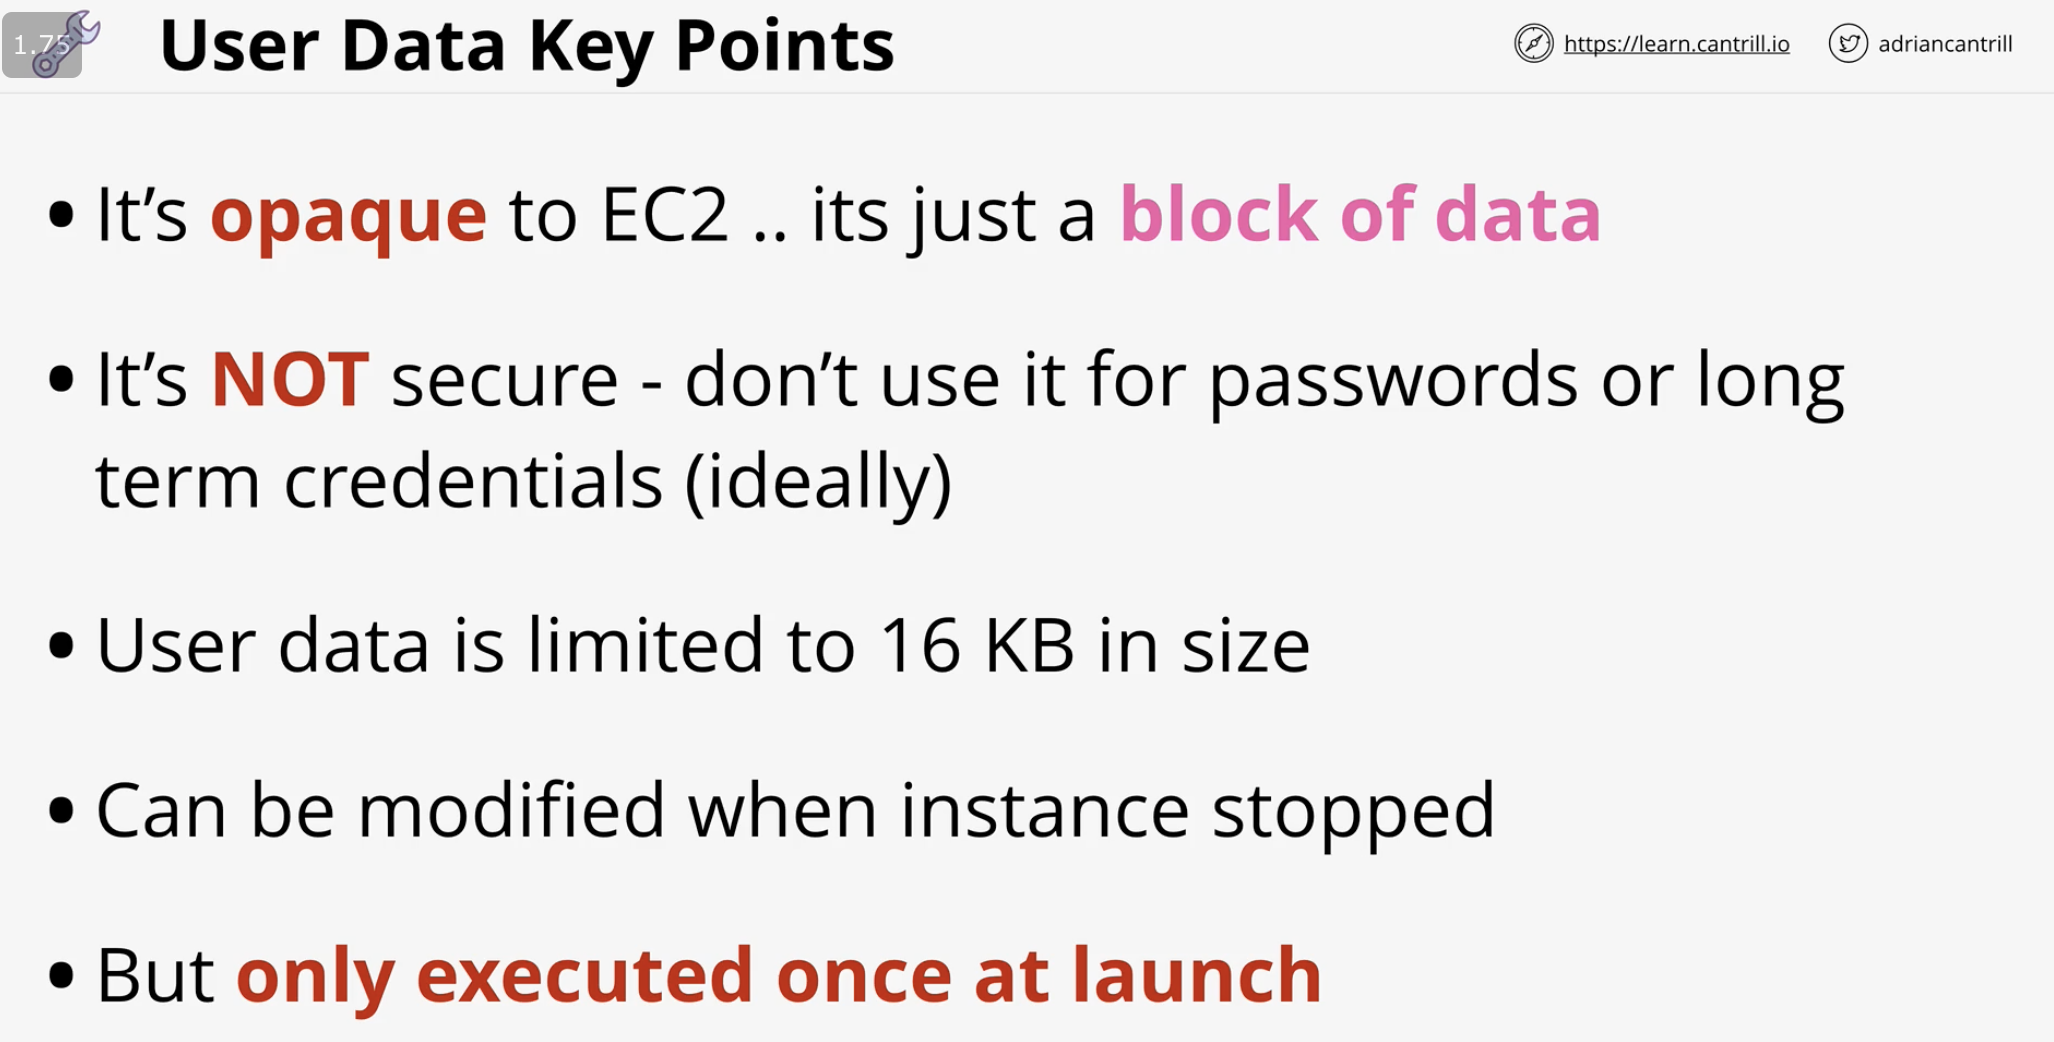 1.75
User Data Key Points
https://learn.cantrill.io
adriancantrill
• It’s opaque to EC2 .. its just a block of data
• It’s NOT secure - don’t use it for passwords or long
term credentials (ideally)
• User data is limited to 16 KB in size
• Can be modified when instance stopped
• But only executed once at launch